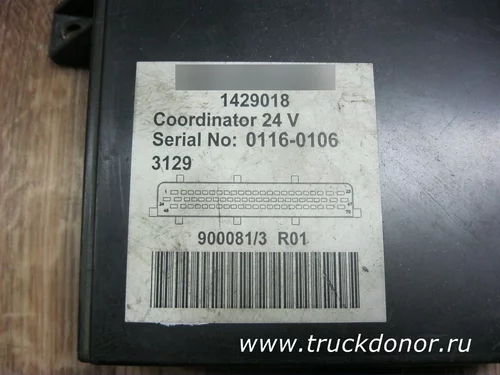 1429018
Coordinator 24 V
Serial No: 0116-0106
3129
900081/3 R01
www.truckdonor.ru